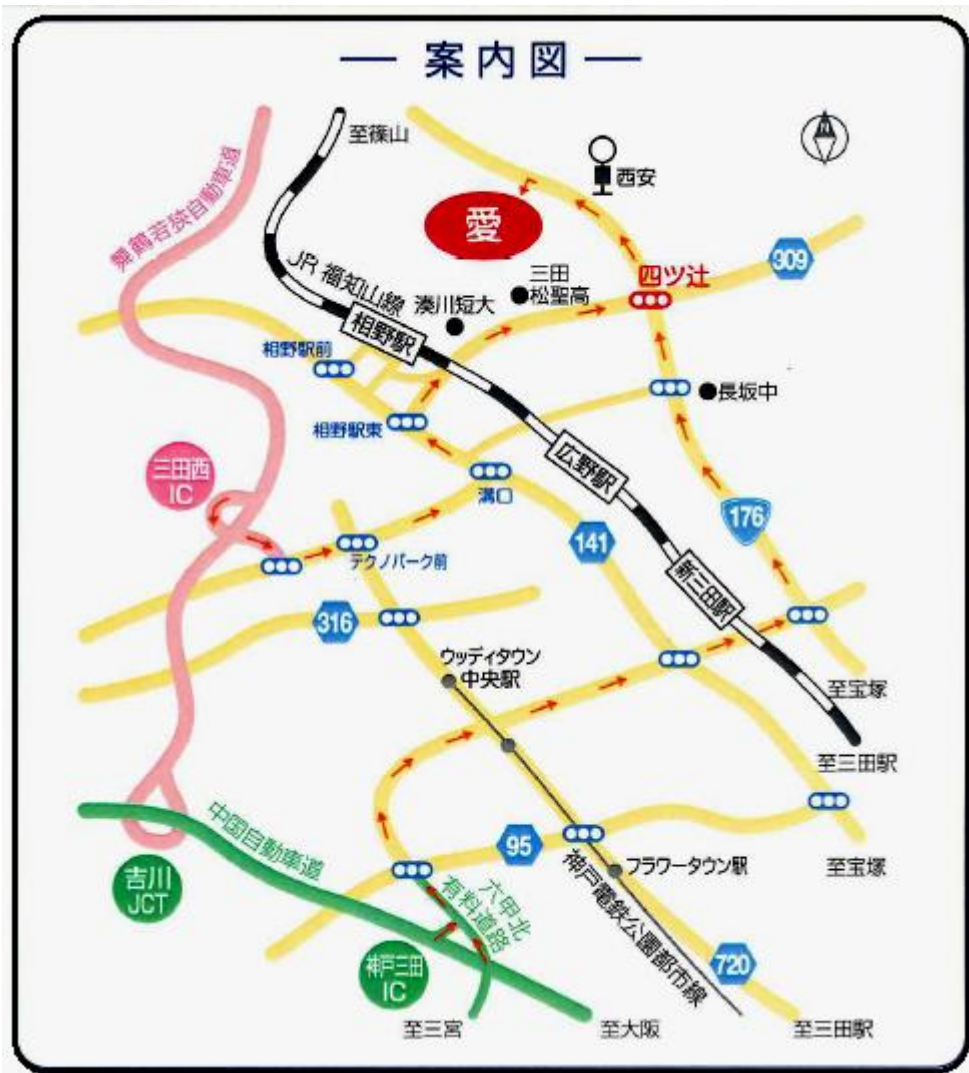 案内図
至篠山
N
西安
舞鶴若狭自動車道
愛
JR 福知山線
三田
松聖高
四ツ辻
309
湊川短大
相野駅
相野駅前
長坂中
相野駅東
三田西
IC
広野駅
溝口
176
141
テクノパーク前
新三田駅
316
ウッディタウン
中央駅
至宝塚
至三田駅
中国自動車道
95
吉川
JCT
六甲北
有料道路
フラワータウン駅
至宝塚
神戸電鉄公園都市線
神戸三田
IC
720
至三宮
至大阪
至三田駅